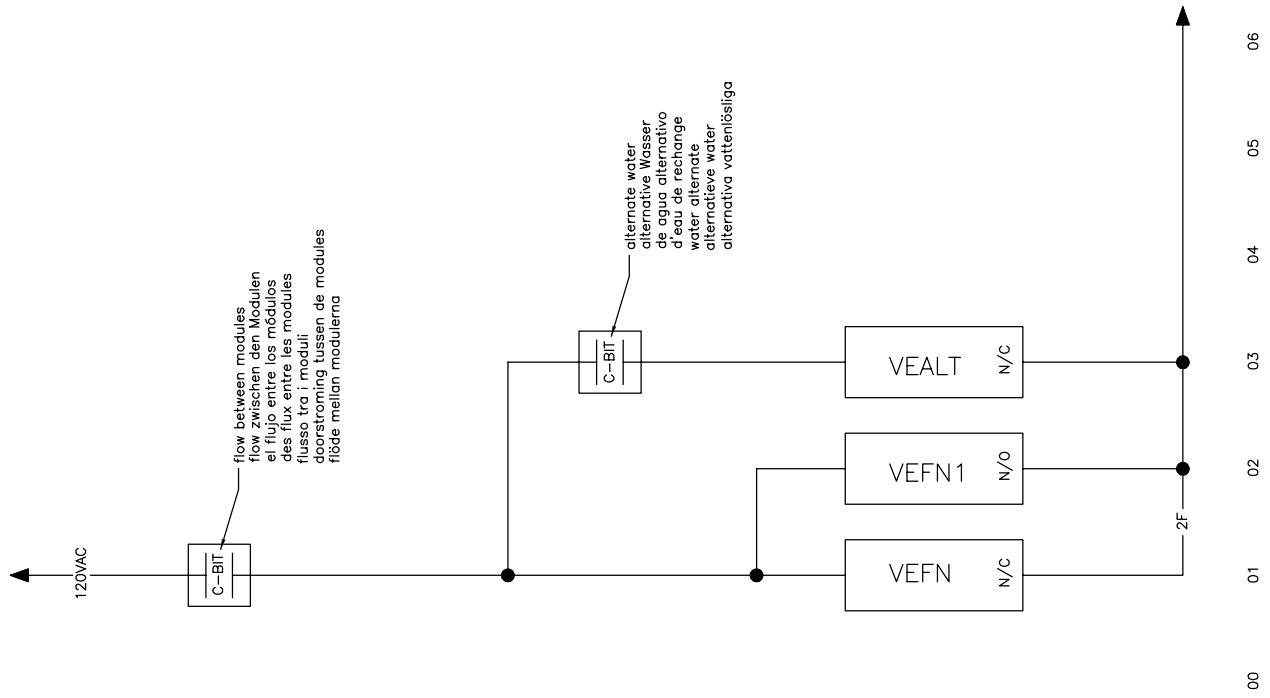 120VAC
C-BIT
flow between modules
flow zwischen den Modulen
el flujo entre los módulos
des flux entre les modules
flusso tra i moduli
doorstroming tussen de modules
flöde mellan modulerna
C-BIT
alternate water
alternative Wasser
de agua alternativo
d'eau de rechange
water alternate
alternatieve water
alternativa vattenlösliga
VEALT
N/C
VEFN1
N/O
VEFN
N/C
2F
00
01
02
03
04
05
06